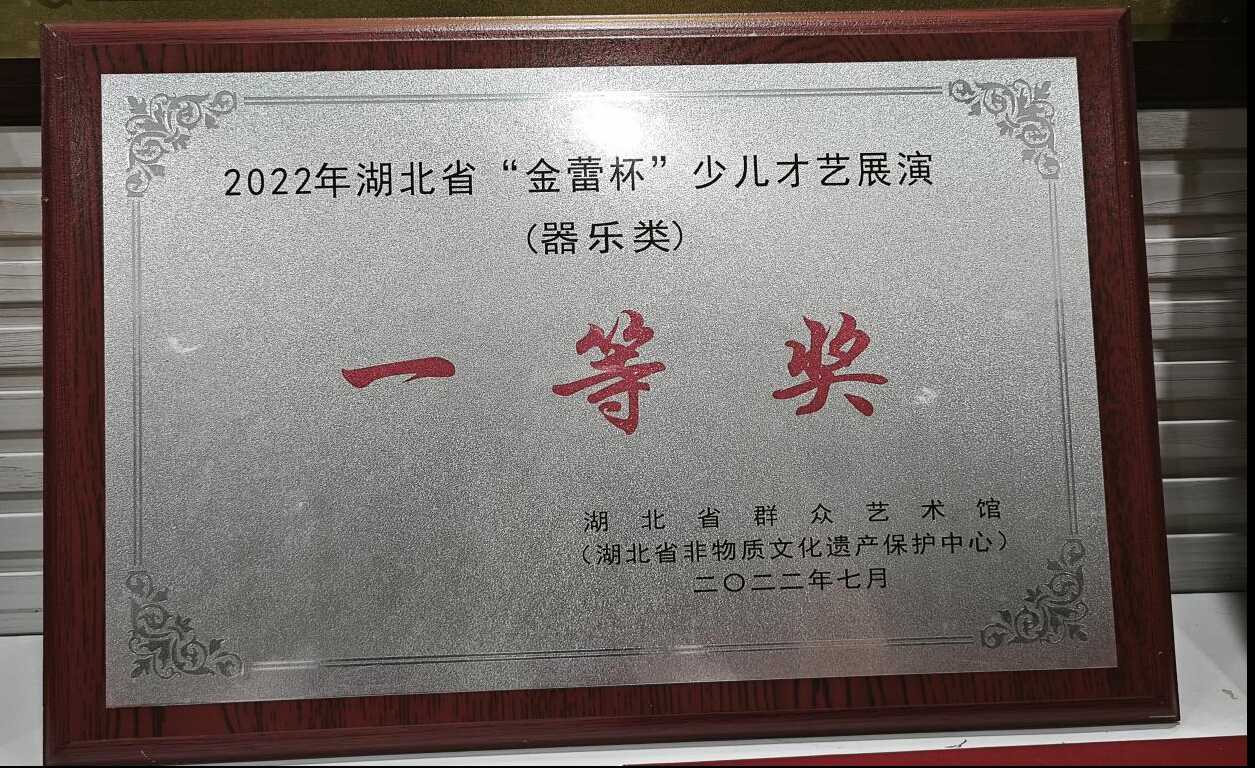 2022年湖北省“金蕾杯”少儿才艺展演
（器乐类）
一等奖
湖北省群众艺术馆
（湖北省非物质文化遗产保护中心）
二〇二二年七月